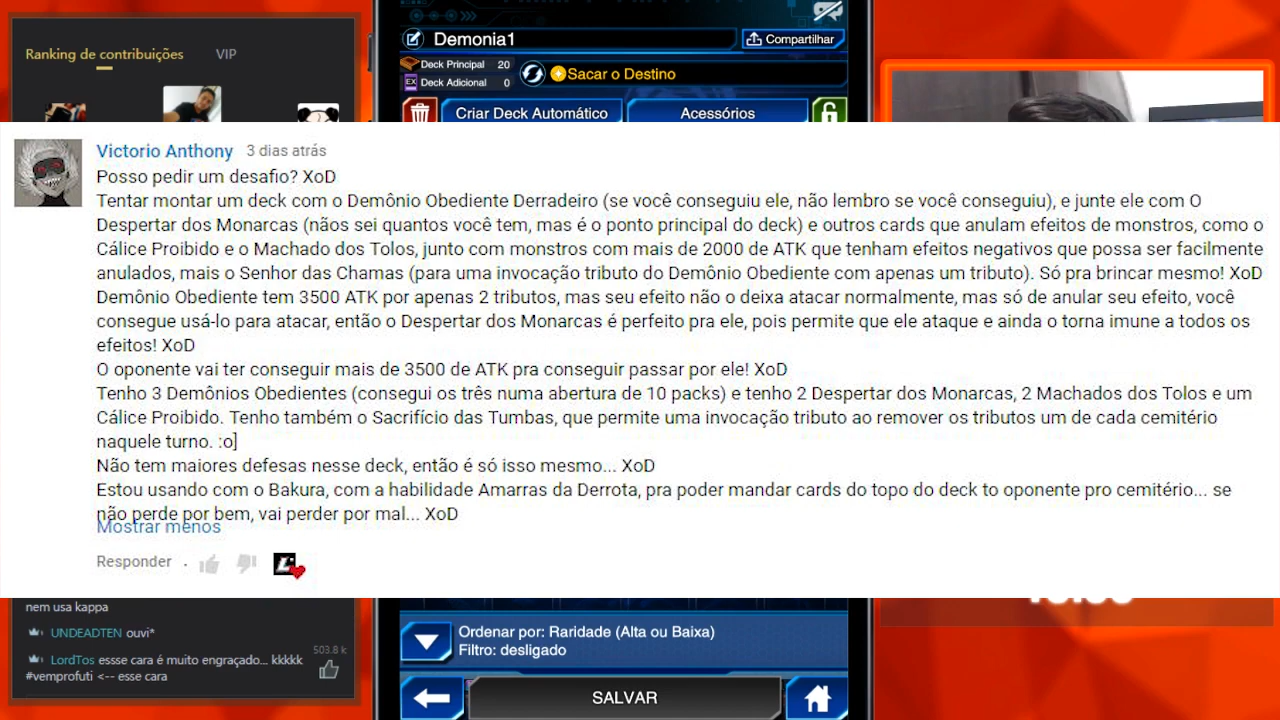 Ranking de contribuições
VIP
Demonia1
Compartilhar
Deck Principal 20
EX Deck Adicional 0
Sacar o Destino
Criar Deck Automático
Acessórios
Victorio Anthony 3 dias atrás
Posso pedir um desafio? XoD
Tentar montar um deck com o Demônio Obediente Derradeiro (se você conseguiu ele, não lembro se você conseguiu), e junte ele com O
Despertar dos Monarcas (nãos sei quantos você tem, mas é o ponto principal do deck) e outros cards que anulam efeitos de monstros, como o
Cálice Proibido e o Machado dos Tolos, junto com monstros com mais de 2000 de ATK que tenham efeitos negativos que possa ser facilmente
anulados, mais o Senhor das Chamas (para uma invocação tributo do Demônio Obediente com apenas um tributo). Só pra brincar mesmo! XoD
Demônio Obediente tem 3500 ATK por apenas 2 tributos, mas seu efeito não o deixa atacar normalmente, mas só de anular seu efeito, você
consegue usá-lo para atacar, então o Despertar dos Monarcas é perfeito pra ele, pois permite que ele ataque e ainda o torna imune a todos os
efeitos! XoD
O oponente vai ter conseguir mais de 3500 de ATK pra conseguir passar por ele! XoD
Tenho 3 Demônios Obedientes (consegui os três numa abertura de 10 packs) e tenho 2 Despertar dos Monarcas, 2 Machados dos Tolos e um
Cálice Proibido. Tenho também o Sacrifício das Tumbas, que permite uma invocação tributo ao remover os tributos um de cada cemitério
naquele turno. :o]
Não tem maiores defesas nesse deck, então é só isso mesmo... XoD
Estou usando com o Bakura, com a habilidade Amarras da Derrota, pra poder mandar cards do topo do deck to oponente pro cemitério... se
não perde por bem, vai perder por mal... XoD
Mostrar menos
Responder .
nem usa kappa
UNDEADTEN ouvi*
503.8 k
LordTos essse cara é muito engraçado... kkkkk
#vemprofuti <-- esse cara
Ordenar por: Raridade (Alta ou Baixa)
Filtro: desligado
SALVAR